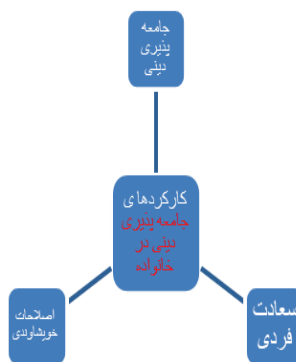 جامعه
پذیری
دینی
کارکردهای
جامعه پذیری
دینی در
خانواده
سعادت
فردی
اصلاحات
خویشاوندی